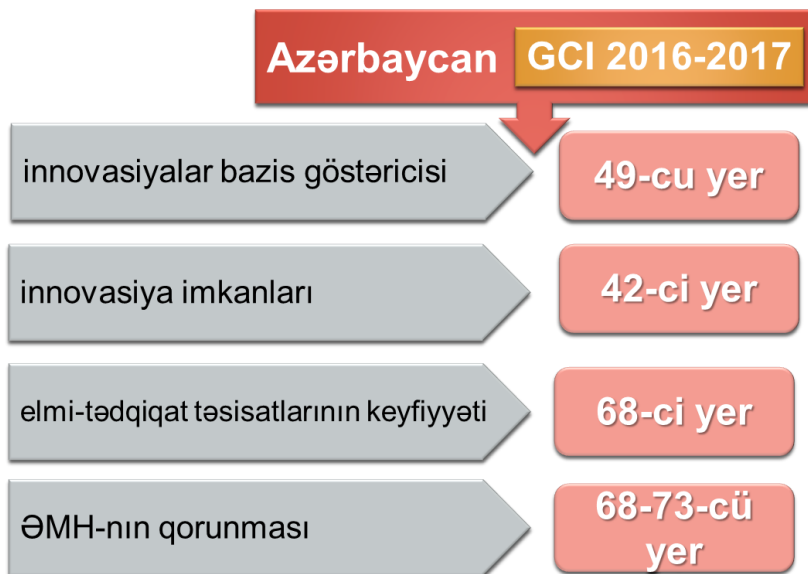 Azərbaycan GCI 2016-2017
innovasiyalar bazis göstəricisi
49-cu yer
innovasiya imkanları
42-ci yer
elmi-tədqiqat təsisatlarının keyfiyyəti
68-ci yer
ƏMH-nın qorunması
68-73-cü
yer